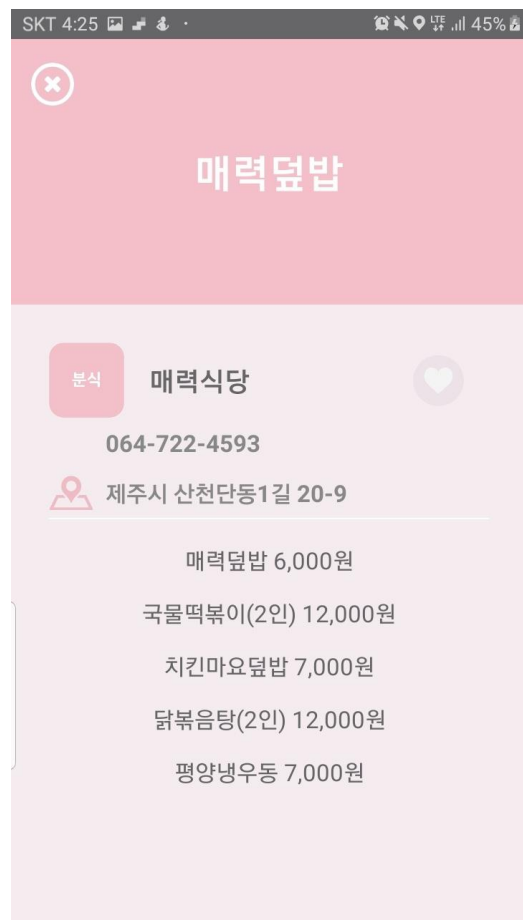 SKT 4:25
LTE 45%
매력덮밥
분식
매력식당
064-722-4593
제주시 산천단동1길 20-9
매력덮밥 6,000원
국물떡볶이(2인) 12,000원
치킨마요덮밥 7,000원
닭볶음탕(2인) 12,000원
평양냉우동 7,000원